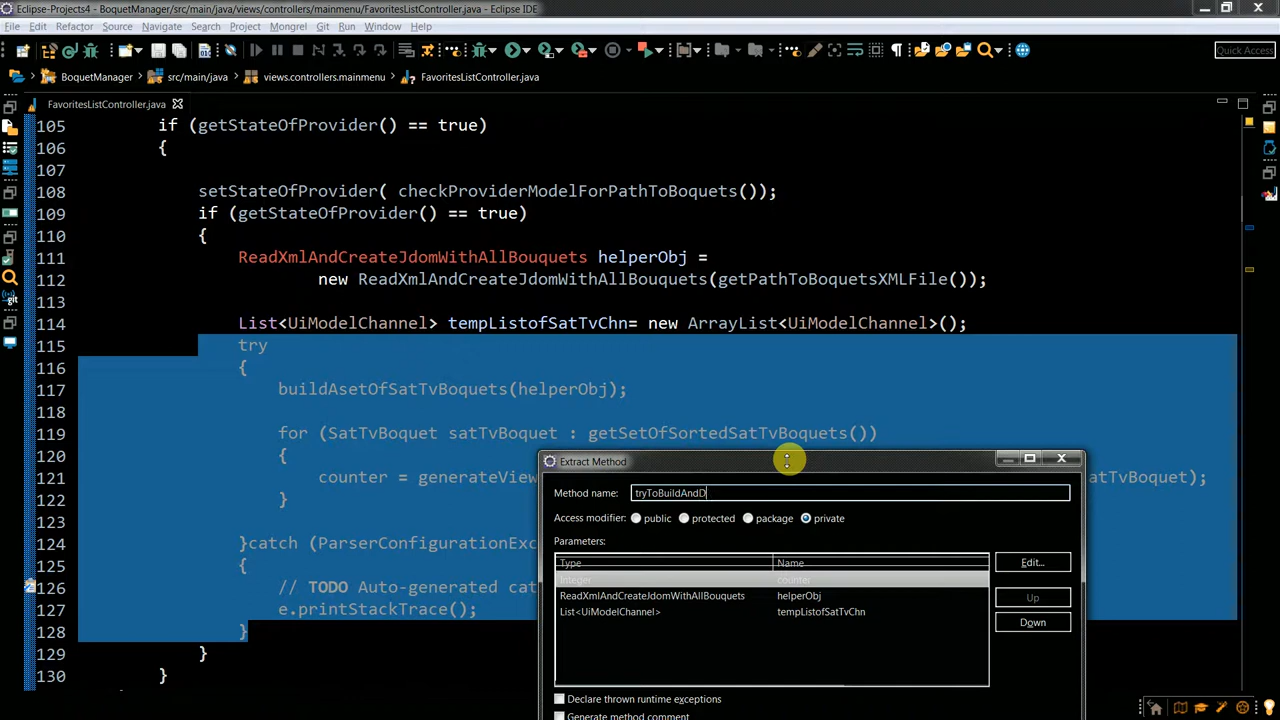 Eclipse-Projects4 - BoquetManager/src/main/java/views/controllers/mainmenu/FavoritesListController.java - Eclipse IDE
File Edit Refactor Source Navigate Search Project Mongrel Git Run Window Help
Quick Access
BoquetManager src/main/java views.controllers.mainmenu FavoritesListController.java
FavoritesListController.java
105 if (getStateOfProvider() == true)
106 {
107
108 setStateOfProvider( checkProviderModelForPathToBoquets());
109 if (getStateOfProvider() == true)
110 {
111 ReadXmlAndCreateJdomWithAllBouquets helperObj =
112 new ReadXmlAndCreateJdomWithAllBouquets(getPathToBoquetsXMLFile());
113
114 List<UiModelChannel> tempListofSatTvChn= new ArrayList<UiModelChannel>();
115 try
116 {
117 buildAsetOfSatTvBoquets(helperObj);
118
119 for (SatTvBoquet satTvBoquet : getSetOfSortedSatTvBoquets())
120 {
121 counter = generateView atTvBoquet);
122 }
123
124 }catch (ParserConfigurationExc
125 {
126 // TODO Auto-generated cat
127 e.printStackTrace();
128 }
129 }
130 }
Extract Method
Method name: tryToBuildAndD
Access modifier: public protected package private
Parameters:
Type Name
Integer counter
ReadXmlAndCreateJdomWithAllBouquets helperObj
List<UiModelChannel> tempListofSatTvChn
Edit...
Up
Down
Declare thrown runtime exceptions
Generate method comment